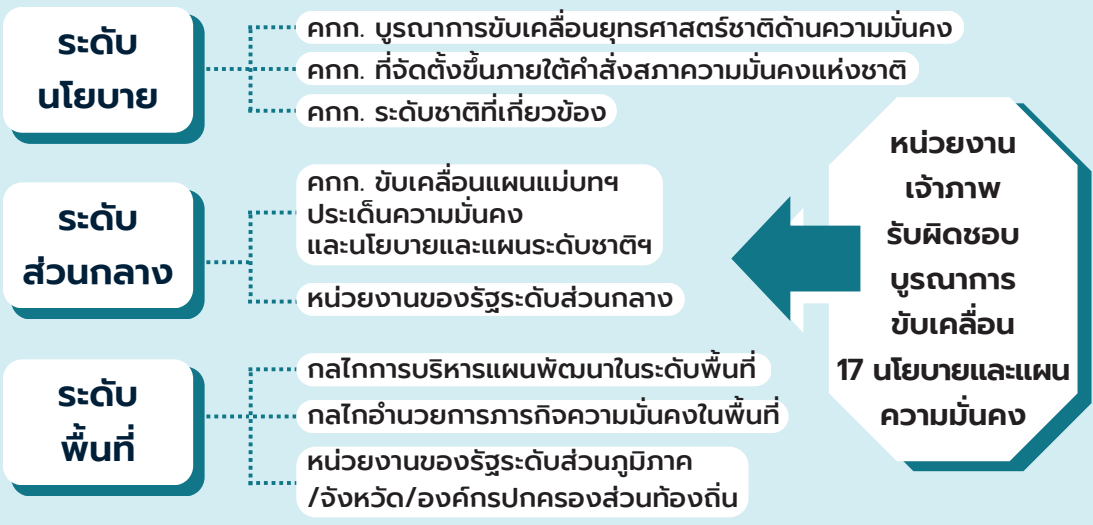 ระดับ
นโยบาย
คกก. บูรณาการขับเคลื่อนยุทธศาสตร์ชาติด้านความมั่นคง
คกก. ที่จัดตั้งขึ้นภายใต้คำสั่งสภาความมั่นคงแห่งชาติ
คกก. ระดับชาติที่เกี่ยวข้อง
ระดับ
ส่วนกลาง
คกก. ขับเคลื่อนแผนแม่บทฯ
ประเด็นความมั่นคง
และนโยบายและแผนระดับชาติฯ
หน่วยงานของรัฐระดับส่วนกลาง
ระดับ
พื้นที่
กลไกการบริหารแผนพัฒนาในระดับพื้นที่
กลไกอำนวยการภารกิจความมั่นคงในพื้นที่
หน่วยงานของรัฐระดับส่วนภูมิภาค
/จังหวัด/องค์กรปกครองส่วนท้องถิ่น
หน่วยงาน
เจ้าภาพ
รับผิดชอบ
บูรณาการ
ขับเคลื่อน
17 นโยบายและแผน
ความมั่นคง